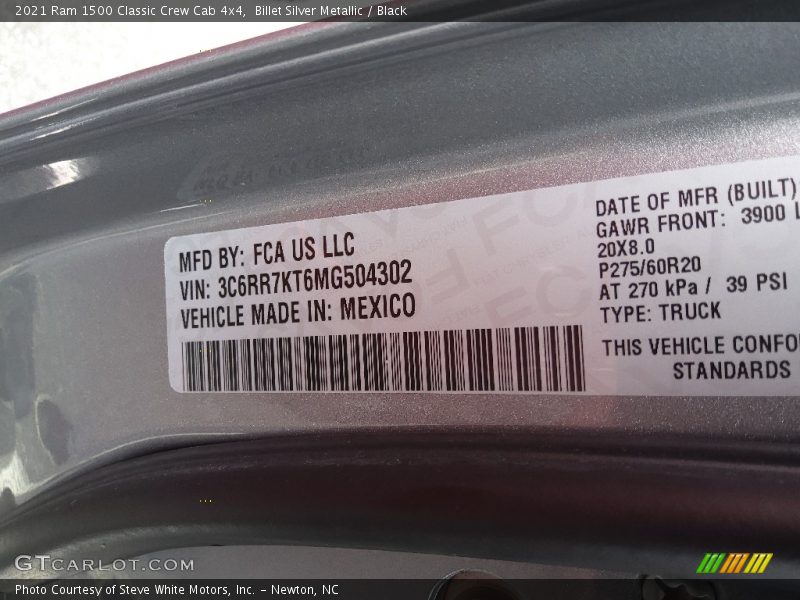 2021 Ram 1500 Classic Crew Cab 4x4,  Billet Silver Metallic / Black
MFD BY: FCA US LLC
VIN: 3C6RR7KT6MG504302
VEHICLE MADE IN: MEXICO
DATE OF MFR (BUILT)
GAWR FRONT: 3900 L
20X8.0
P275/60R20
AT 270 kPa / 39 PSI
TYPE: TRUCK
THIS VEHICLE CONFO
STANDARDS
GTCARLOT.COM
Photo Courtesy of Steve White Motors, Inc. – Newton, NC